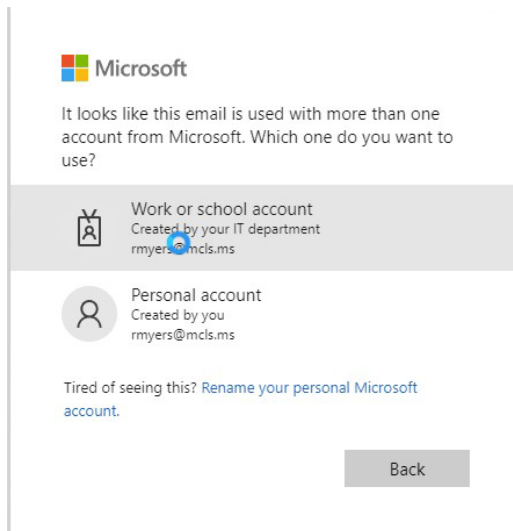 Microsoft
It looks like this email is used with more than one
account from Microsoft. Which one do you want to
use?
Work or school account
Created by your IT department
rmyers@mcls.ms
Personal account
Created by you
rmyers@mcls.ms
Tired of seeing this? Rename your personal Microsoft
account.
Back